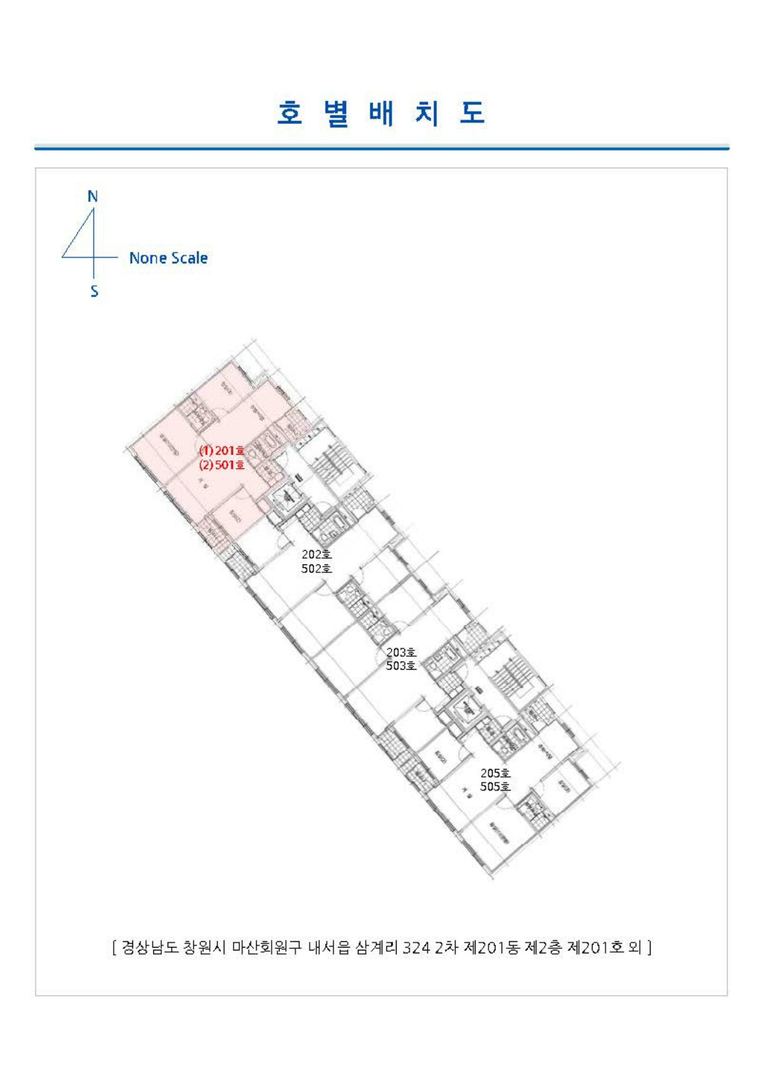 호별배치도
N
None Scale
S
(1)201호
(2)501호
202호
502호
203호
503호
205호
505호
[ 경상남도 창원시 마산회원구 내서읍 삼계리 324 2차 제201동 제2층 제201호 외 ]